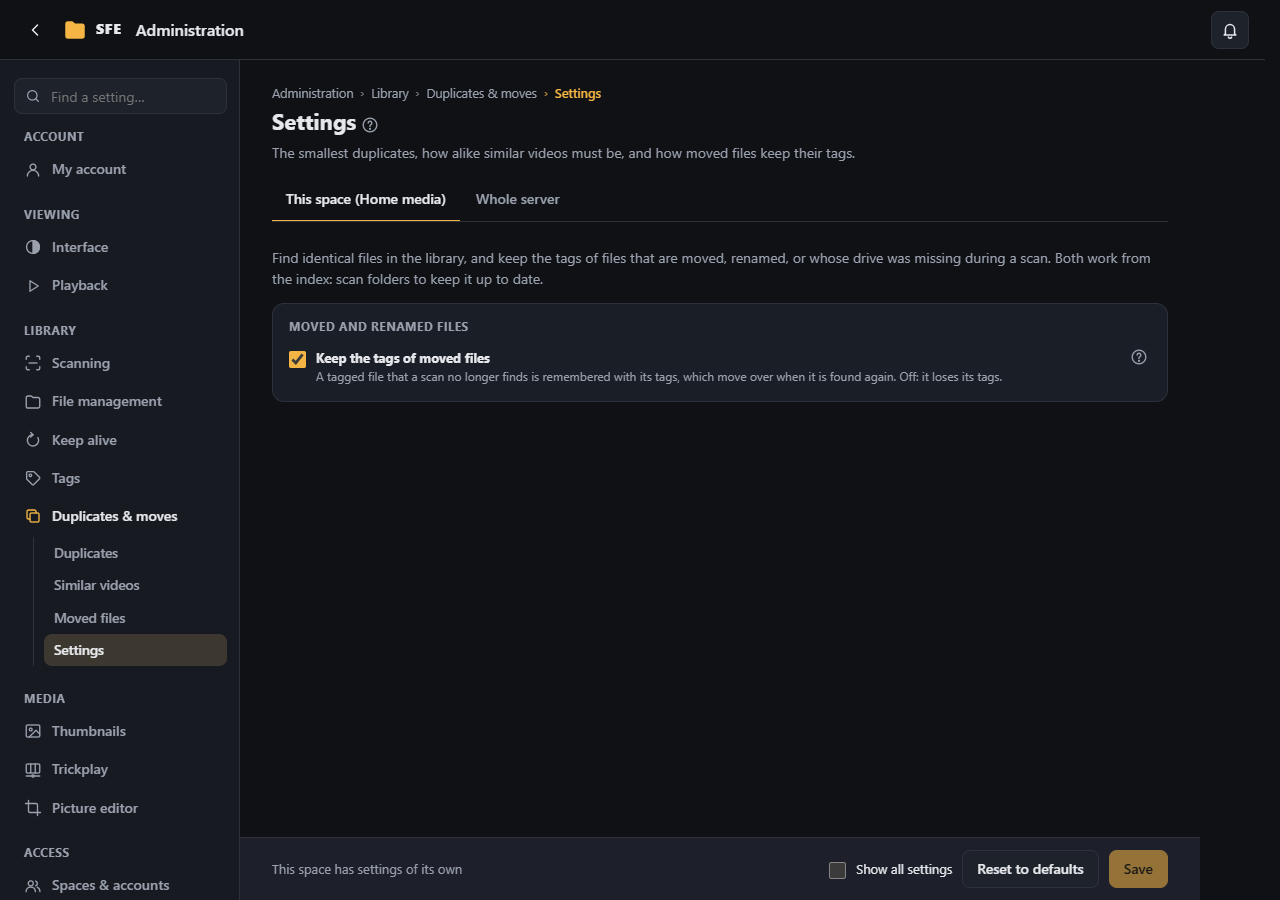 SFE Administration
Find a setting...
ACCOUNT
My account
VIEWING
Interface
Playback
LIBRARY
Scanning
File management
Keep alive
Tags
Duplicates & moves
Duplicates
Similar videos
Moved files
Settings
MEDIA
Thumbnails
Trickplay
Picture editor
ACCESS
Spaces & accounts
Administration › Library › Duplicates & moves › Settings
Settings
The smallest duplicates, how alike similar videos must be, and how moved files keep their tags.
This space (Home media) Whole server
Find identical files in the library, and keep the tags of files that are moved, renamed, or whose drive was missing during a scan. Both work from
the index: scan folders to keep it up to date.
MOVED AND RENAMED FILES
Keep the tags of moved files
A tagged file that a scan no longer finds is remembered with its tags, which move over when it is found again. Off: it loses its tags.
This space has settings of its own
Show all settings
Reset to defaults
Save